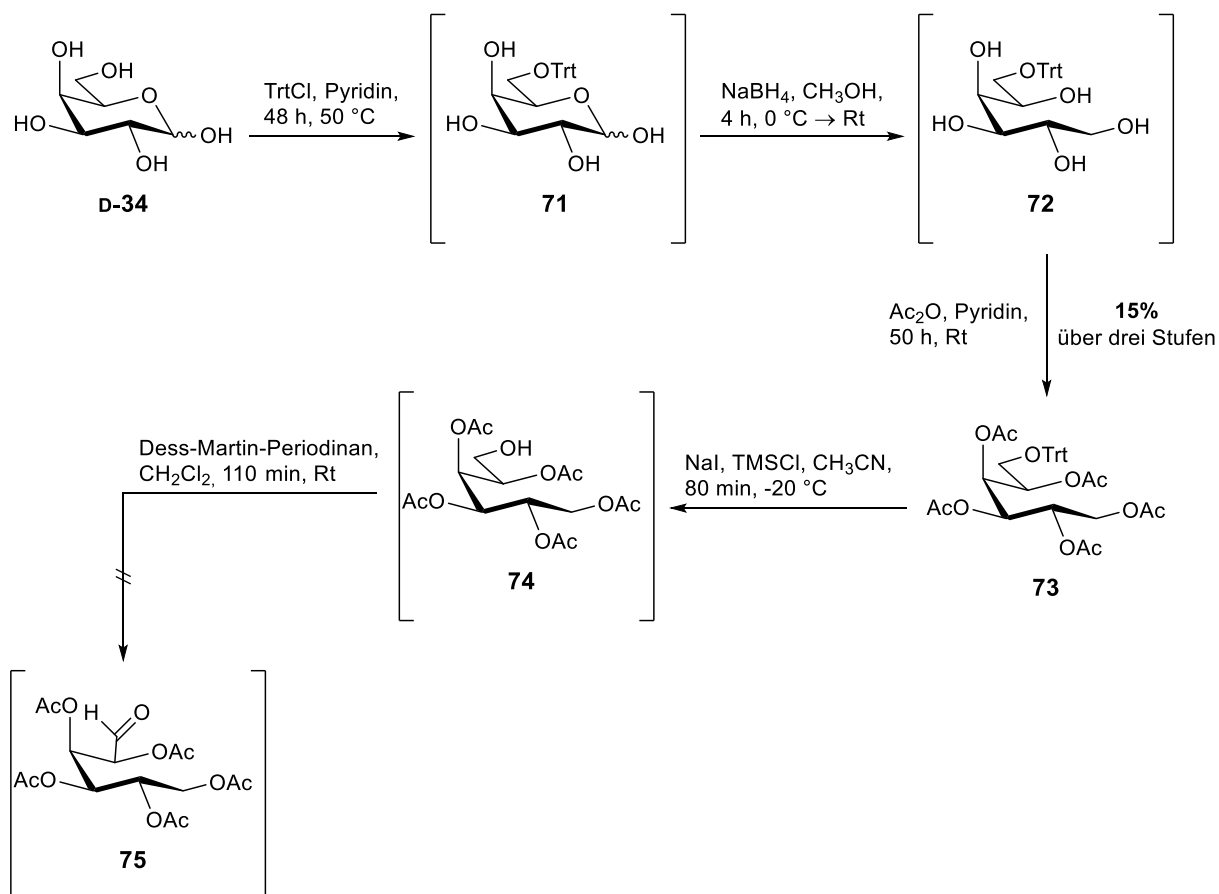 OH
OH
O
HO
OH
OH
D-34
TrtCl, Pyridin,
48 h, 50 °C
OH
OTrt
O
HO
OH
OH
71
NaBH4, CH3OH,
4 h, 0 °C → Rt
OH
OTrt
OH
HO
OH
OH
72
Ac2O, Pyridin,
50 h, Rt
15%
über drei Stufen
OAc
OTrt
OAc
AcO
OAc
OAc
73
NaI, TMSCl, CH3CN,
80 min, -20 °C
OAc
OH
OAc
AcO
OAc
OAc
74
Dess-Martin-Periodinan,
CH2Cl2, 110 min, Rt
AcO
H
O
OAc
AcO
OAc
OAc
75